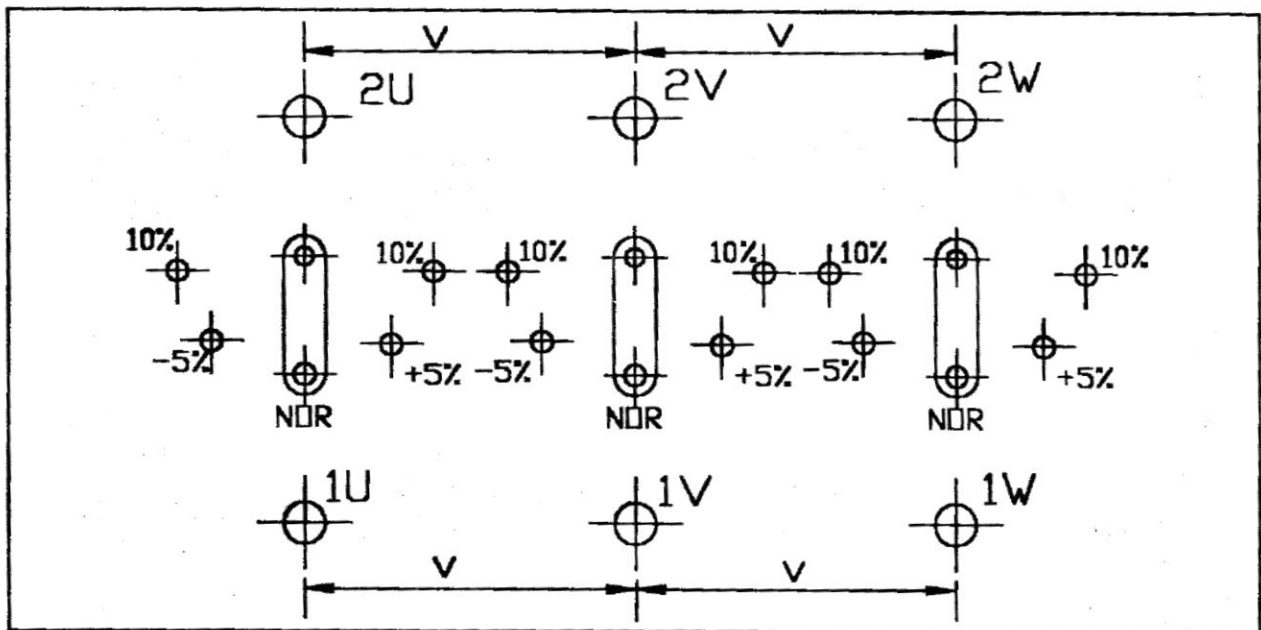 V V
2U 2V 2W
10% 10% 10% 10% 10% 10%
-5% +5% -5% +5% -5% +5%
NOR NOR NOR
1U 1V 1W
V V